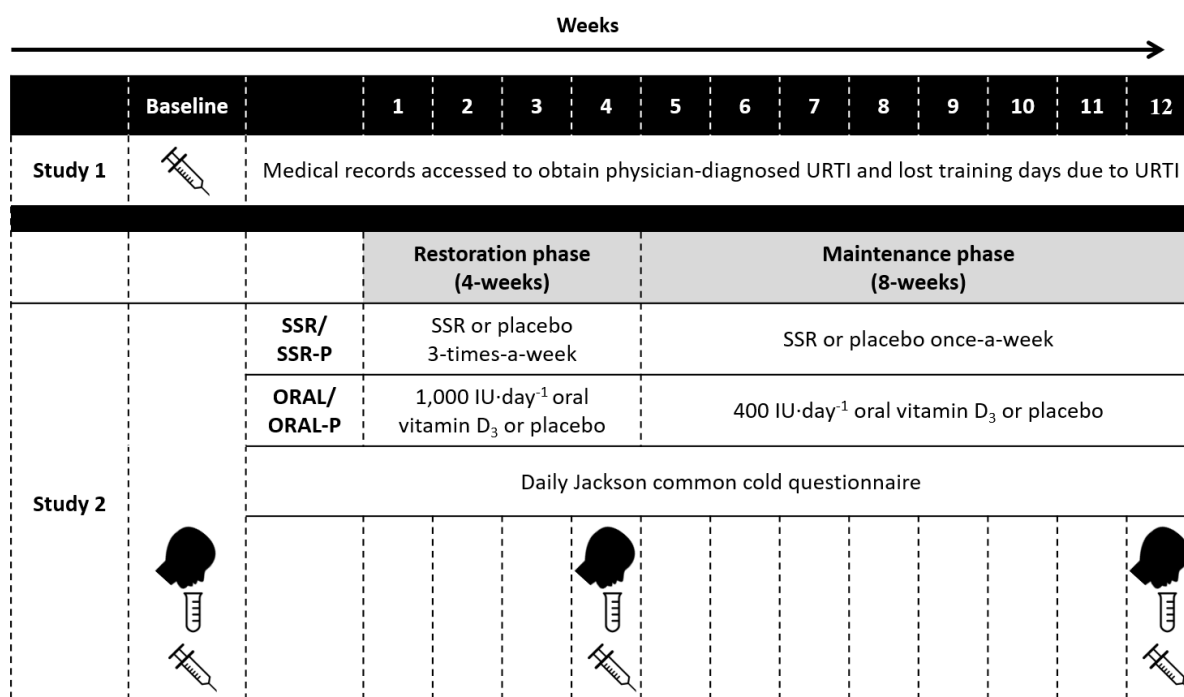 Weeks
Baseline 1 2 3 4 5 6 7 8 9 10 11 12
Study 1 Medical records accessed to obtain physician-diagnosed URTI and lost training days due to URTI
Restoration phase
(4-weeks)
Maintenance phase
(8-weeks)
SSR/
SSR-P
SSR or placebo
3-times-a-week
SSR or placebo once-a-week
ORAL/
ORAL-P
1,000 IU·day⁻¹ oral
vitamin D₃ or placebo
400 IU·day⁻¹ oral vitamin D₃ or placebo
Study 2
Daily Jackson common cold questionnaire